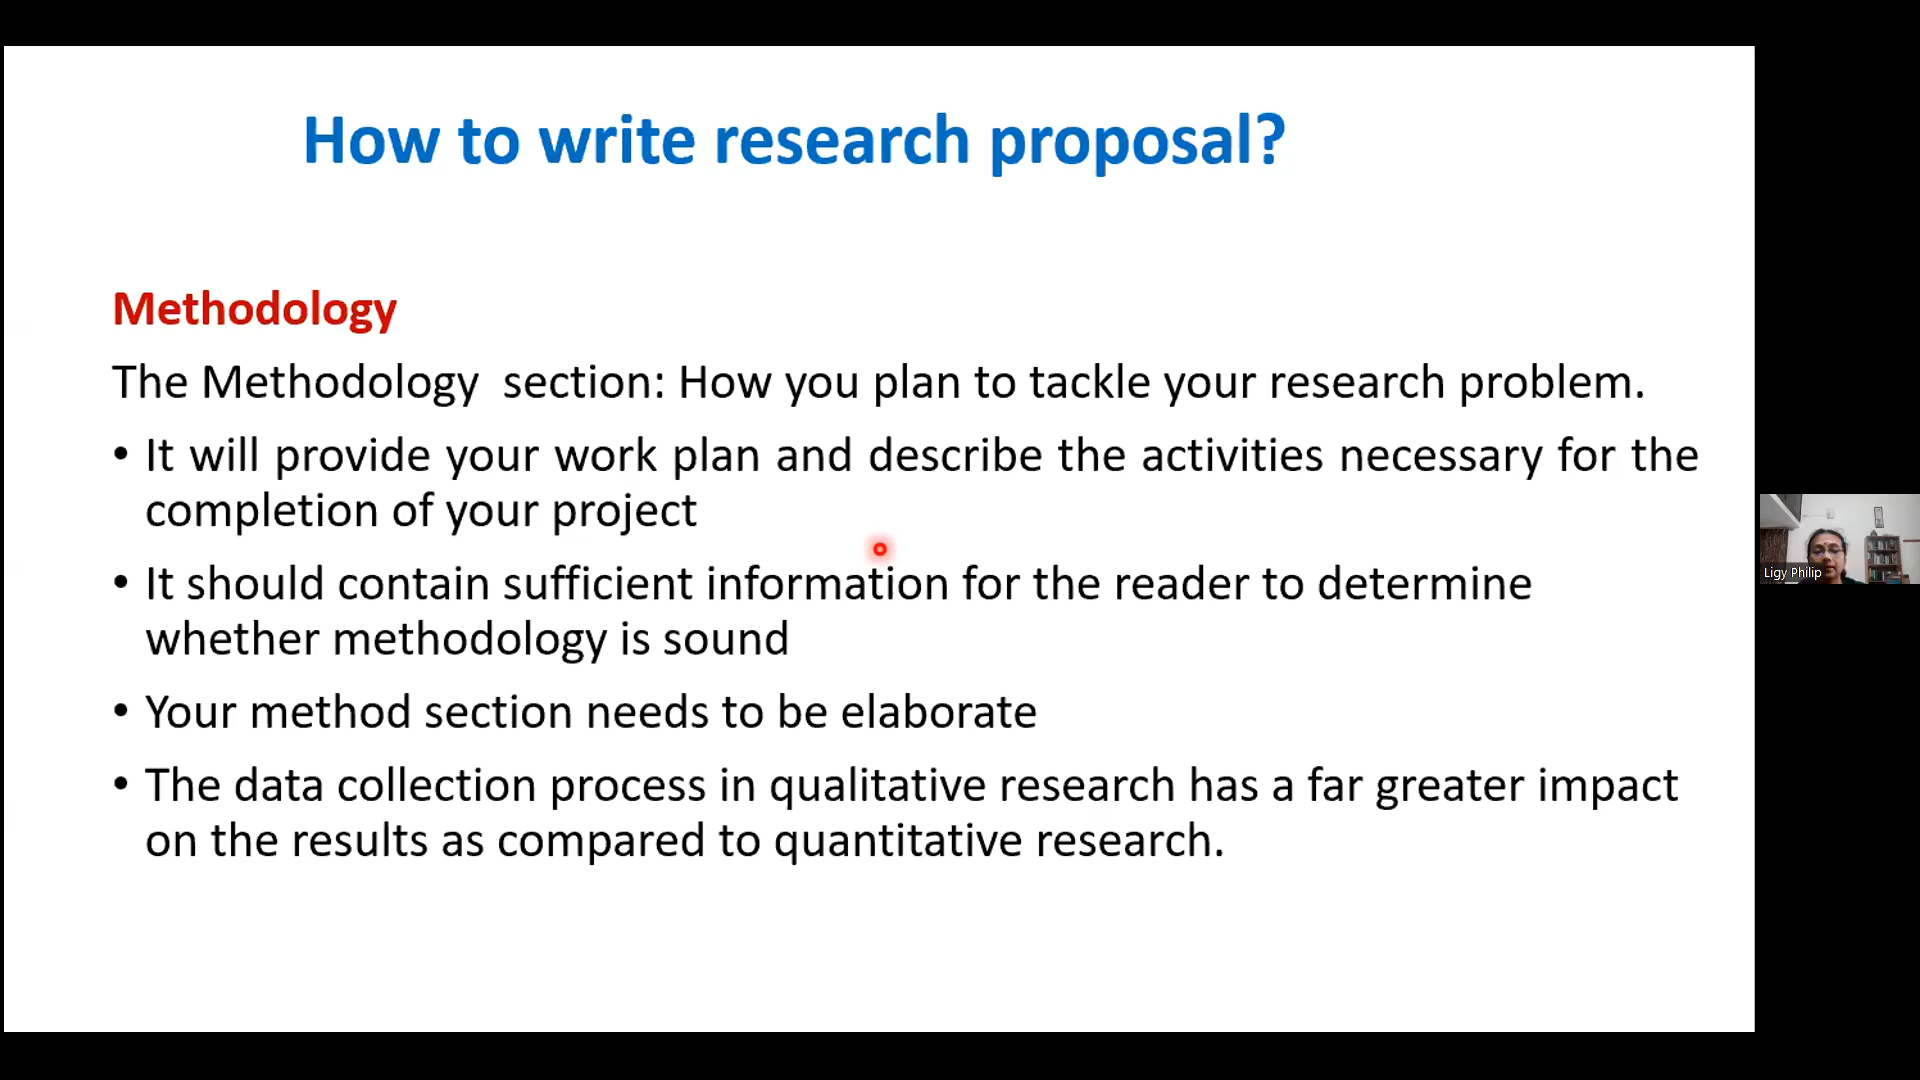 How to write research proposal?
Methodology
The Methodology  section: How you plan to tackle your research problem.
• It will provide your work plan and describe the activities necessary for the
completion of your project
• It should contain sufficient information for the reader to determine
whether methodology is sound
• Your method section needs to be elaborate
• The data collection process in qualitative research has a far greater impact
on the results as compared to quantitative research.
Ligy Philip